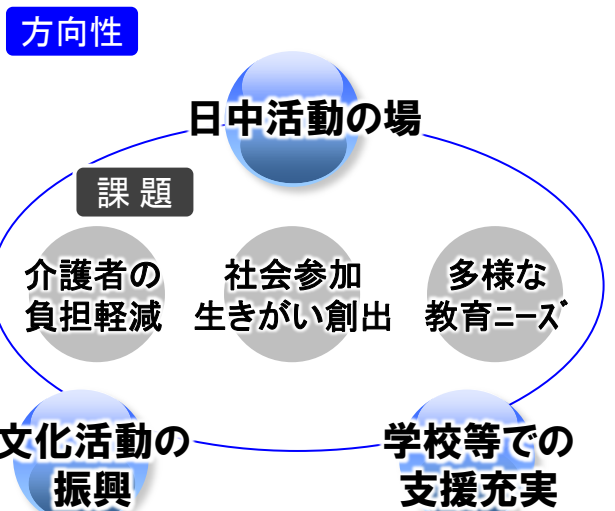 方向性
日中活動の場
課題
介護者の
負担軽減
社会参加
生きがい創出
多様な
教育ニーズ
文化活動の
振興
学校等での
支援充実